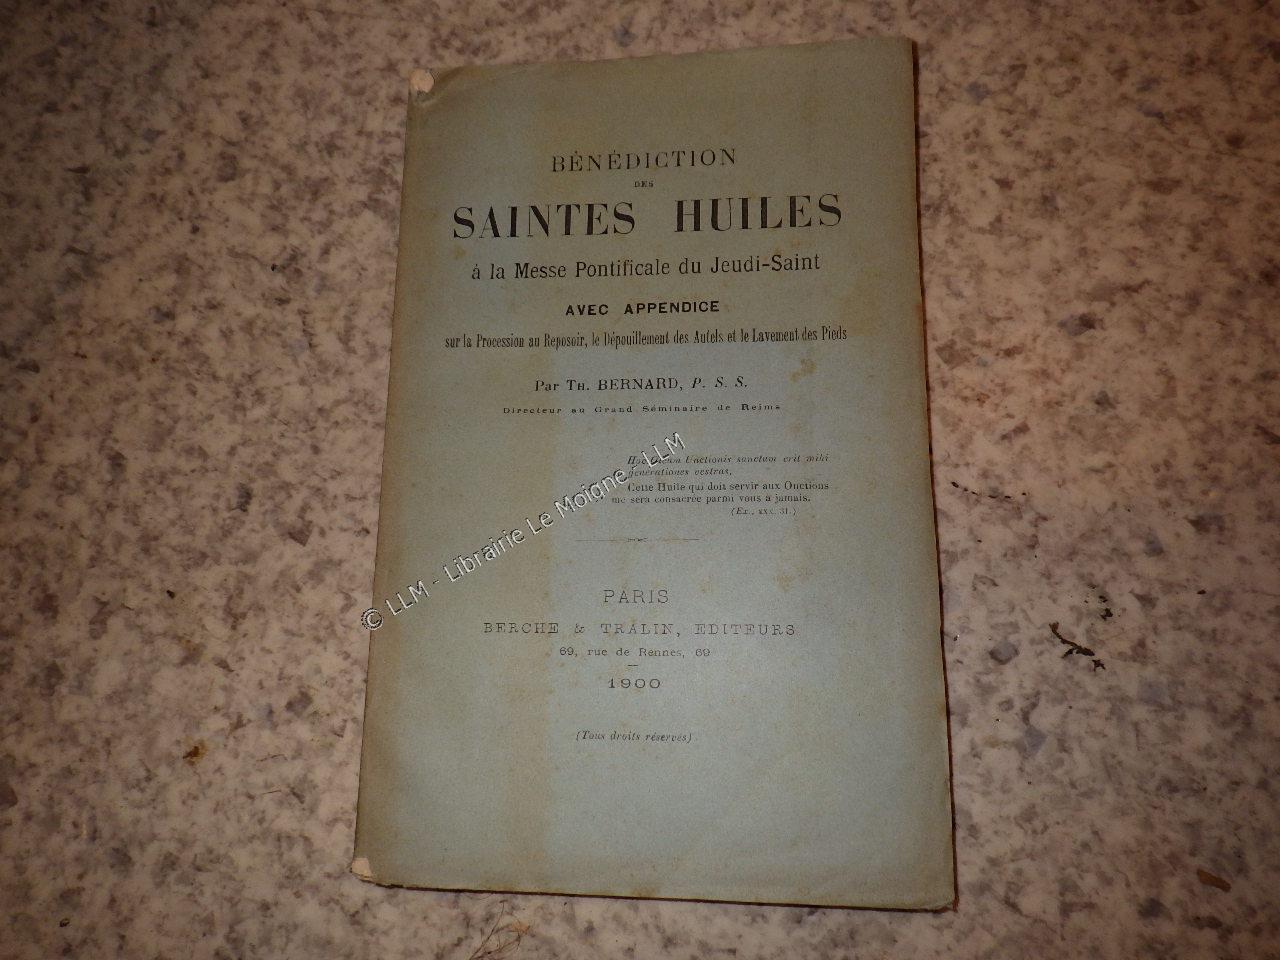 BÉNÉDICTION
DES
SAINTES HUILES
à la Messe Pontificale du Jeudi-Saint
AVEC APPENDICE
sur la Procession au Reposoir, le Dépouillement des Autels et le Lavement des Pieds
Par TH. BERNARD, P. S. S.
Directeur au Grand Séminaire de Reims
Hoc Oleum Unctionis sanctum erit mihi
generationes vestras,
Cette Huile qui doit servir aux Onctions
me sera consacrée parmi vous à jamais.
(Ex., XXX. 31.)
PARIS
BERCHE & TRALIN, EDITEURS
69, rue de Rennes, 69
1900
(Tous droits réservés).
© LLM - Librairie Le Moigne - LLM